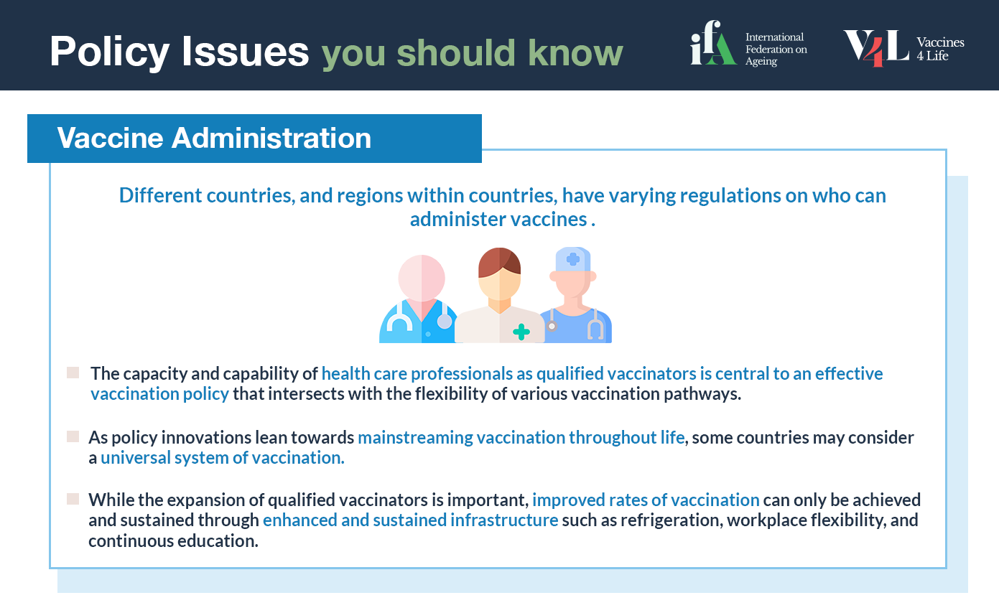 Policy Issues you should know
ifA
International
Federation on
Ageing
V4L
Vaccines
4 Life
Vaccine Administration
Different countries, and regions within countries, have varying regulations on who can
administer vaccines .
The capacity and capability of health care professionals as qualified vaccinators is central to an effective
vaccination policy that intersects with the flexibility of various vaccination pathways.
As policy innovations lean towards mainstreaming vaccination throughout life, some countries may consider
a universal system of vaccination.
While the expansion of qualified vaccinators is important, improved rates of vaccination can only be achieved
and sustained through enhanced and sustained infrastructure such as refrigeration, workplace flexibility, and
continuous education.